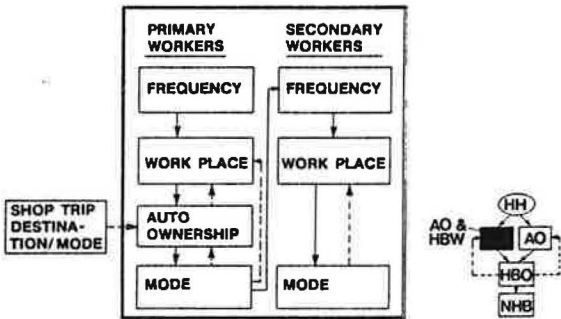 PRIMARY
WORKERS
SECONDARY
WORKERS
FREQUENCY
FREQUENCY
WORK PLACE
WORK PLACE
SHOP TRIP
DESTINA-
TION/MODE
AUTO
OWNERSHIP
MODE
MODE
HH
AO &
HBW
AO
HBO
NHB